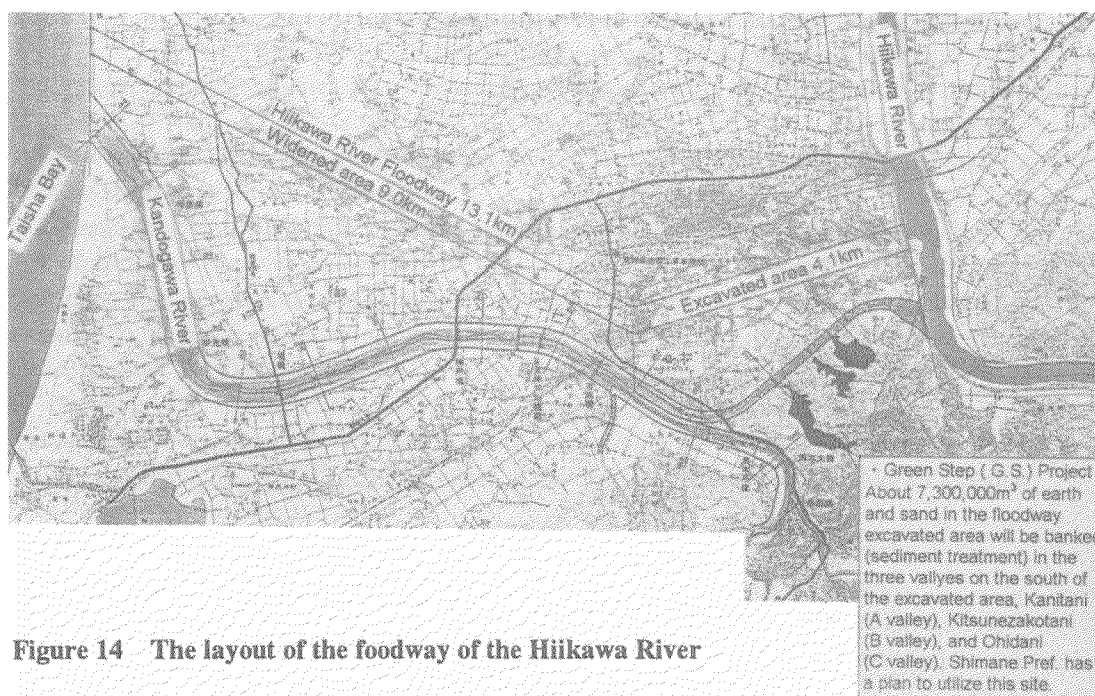 Hiikawa River
Hiikawa River Floodway 13.1km
Widened area 9.0km
Taisha Bay
Kandogawa River
Excavated area 4.1km
· Green Step ( G.S.) Project
About 7,300,000m³ of earth
and sand in the floodway
excavated area will be banked
(sediment treatment) in the
three vallyes on the south of
the excavated area, Kanitani
(A valley), Kitsunezakotani
(B valley), and Ohidani
(C valley). Shimane Pref. has
a plan to utilize this site.
Figure 14 The layout of the foodway of the Hiikawa River